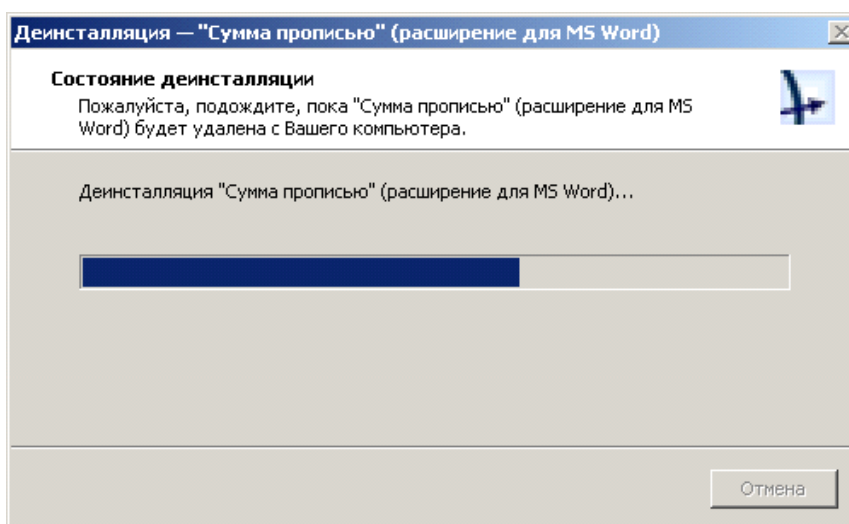 Деинсталляция — "Сумма прописью" (расширение для MS Word)
Состояние деинсталляции
Пожалуйста, подождите, пока "Сумма прописью" (расширение для MS
Word) будет удалена с Вашего компьютера.
Деинсталляция "Сумма прописью" (расширение для MS Word)...
Отмена